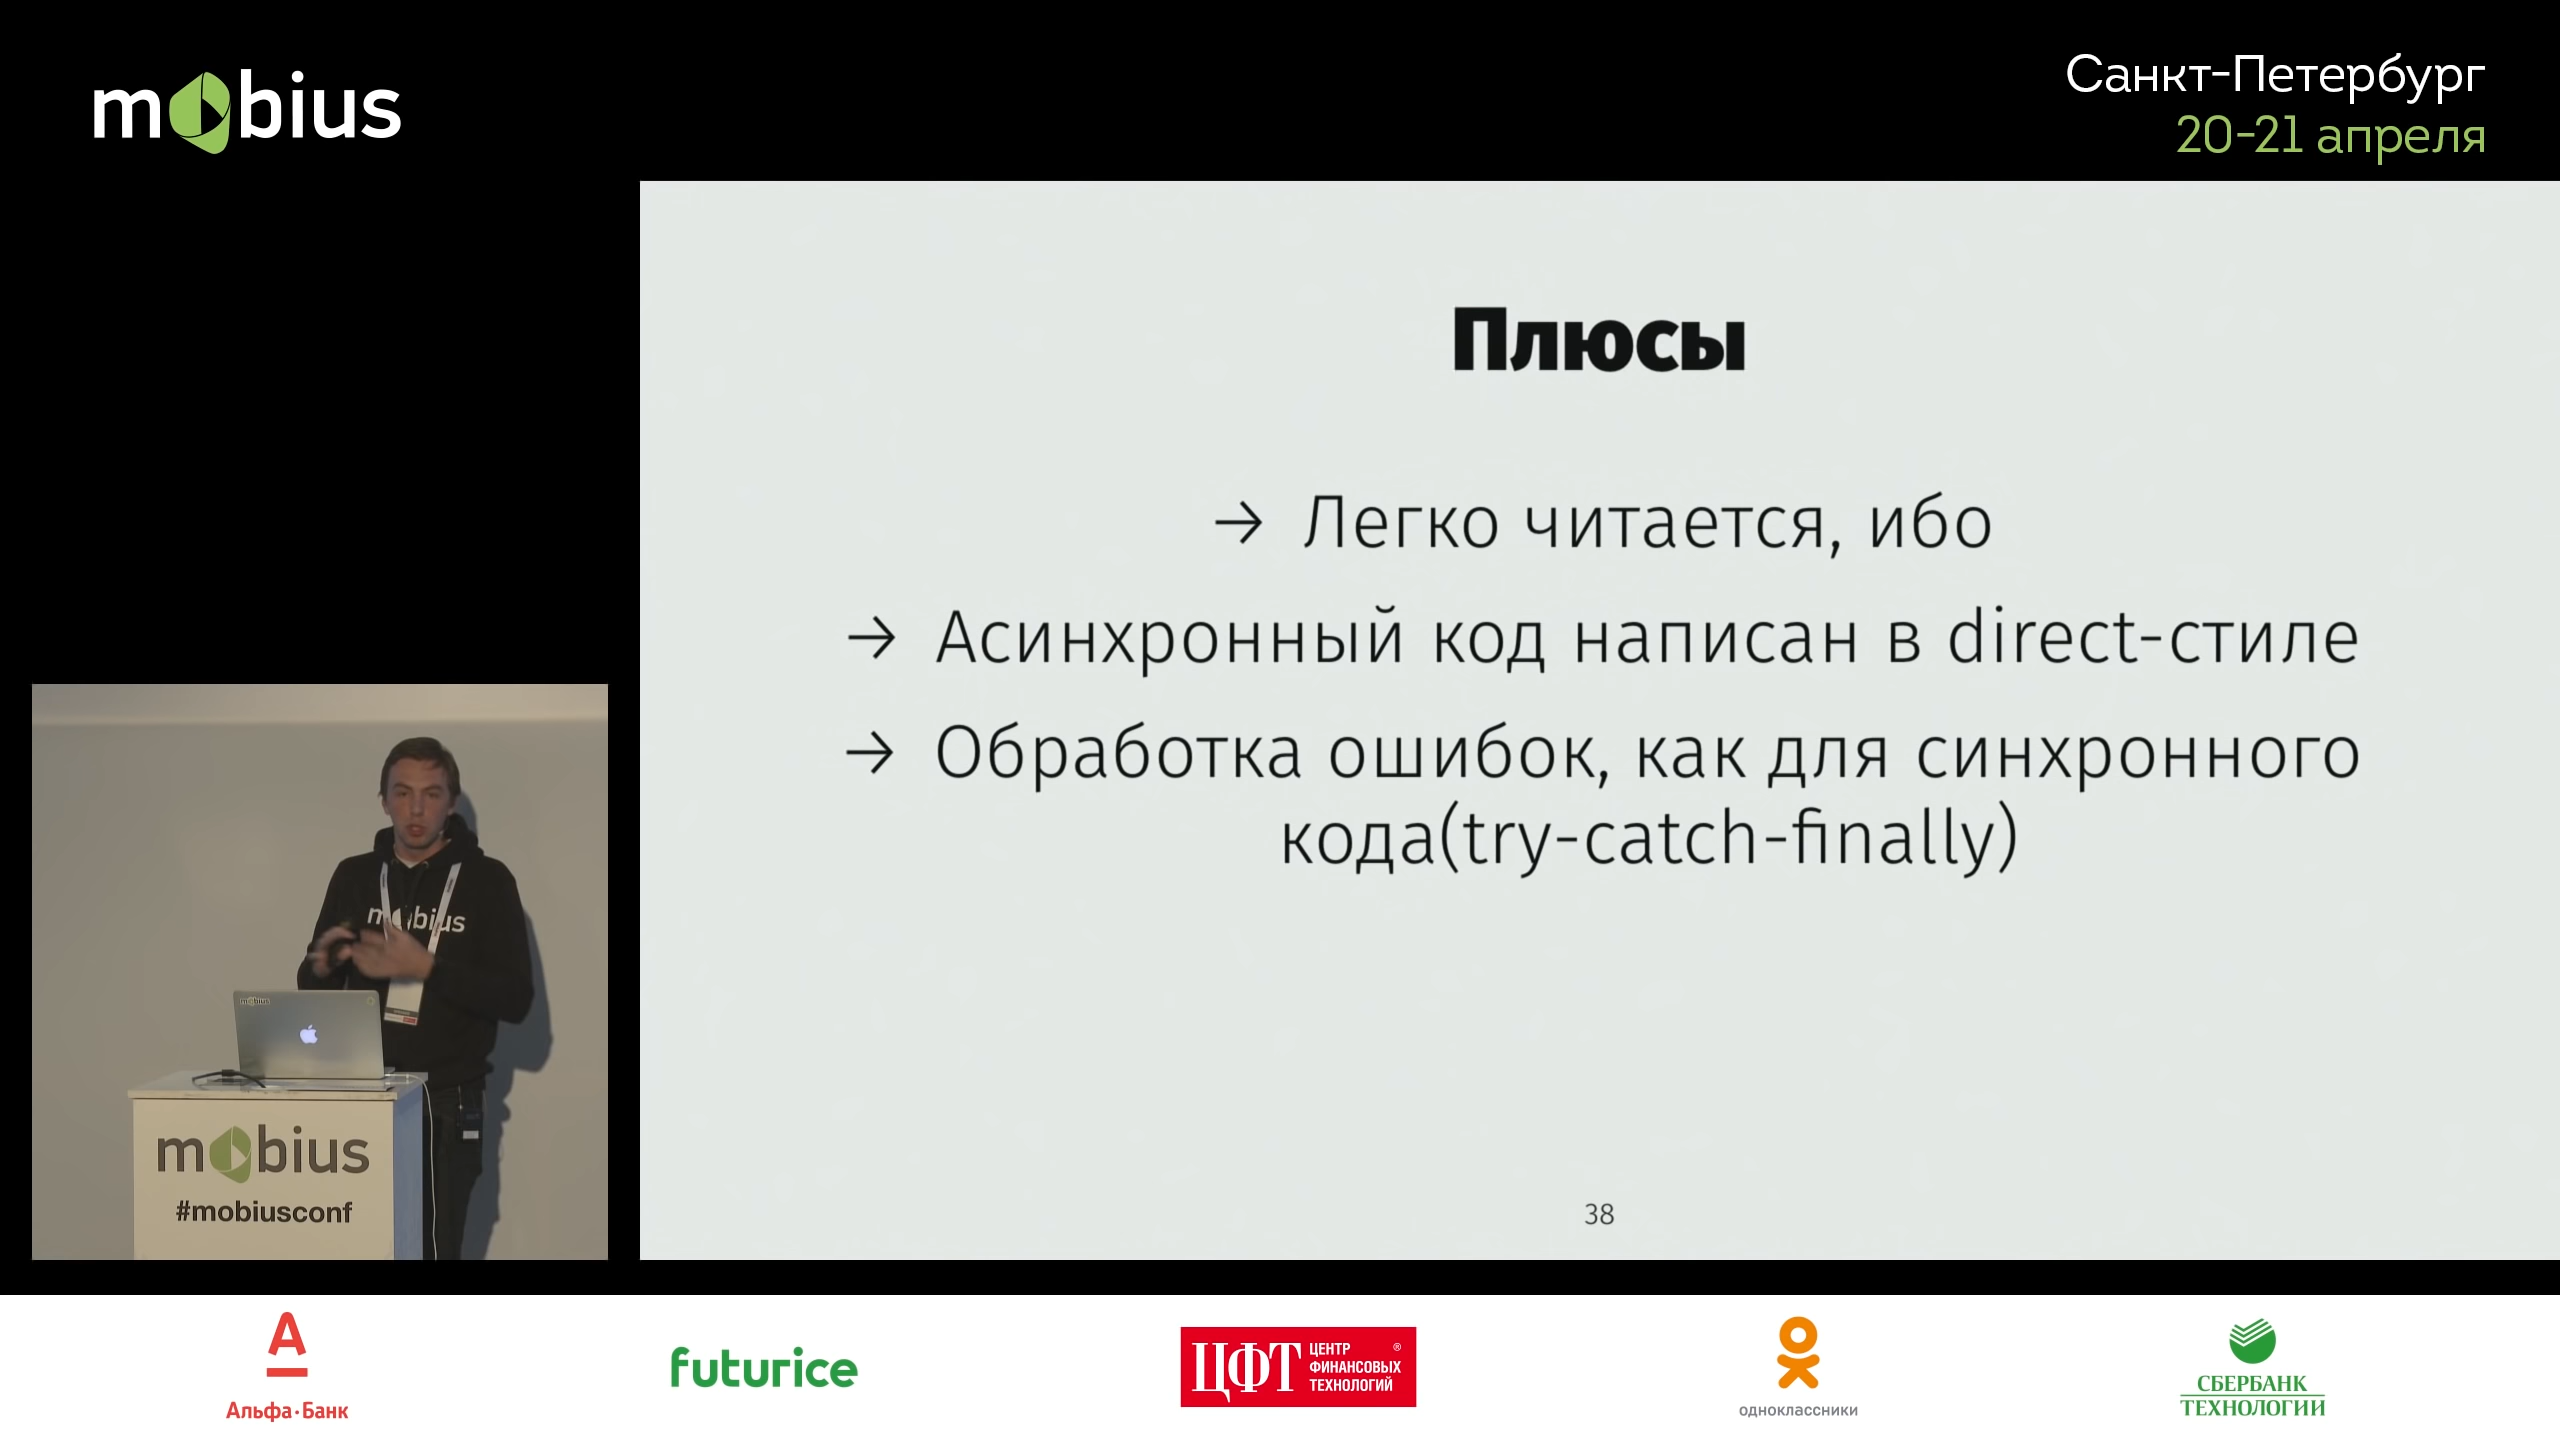 mobius
Санкт-Петербург
20-21 апреля
Плюсы
→ Легко читается, ибо
→ Асинхронный код написан в direct-стиле
→ Обработка ошибок, как для синхронного
кода(try-catch-finally)
38
mobius
mobius
mobius
#mobiusconf
А
Альфа·Банк
futurice
ЦФТ
ЦЕНТР ®
ФИНАНСОВЫХ
ТЕХНОЛОГИЙ
одноклассники
СБЕРБАНК
ТЕХНОЛОГИИ